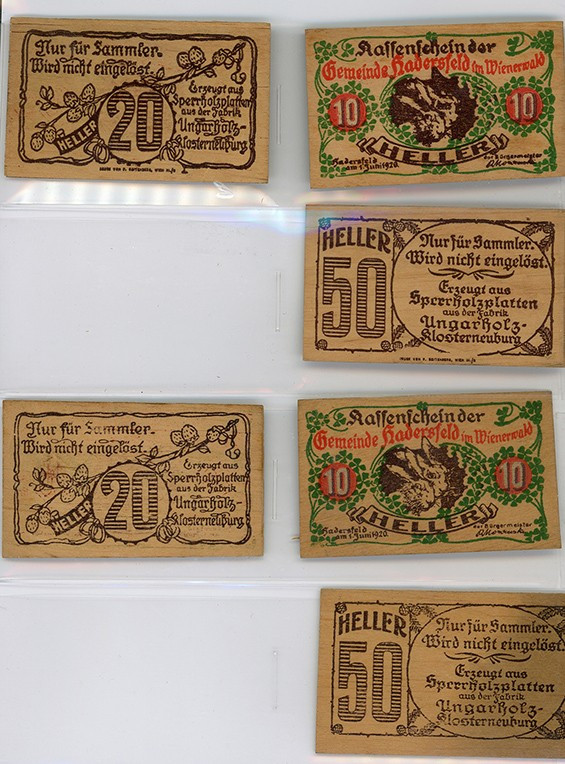 Nur für Sammler.
Wird nicht eingelöst.
20
HELLER
Erzeugt aus
Sperrholzplatten
aus der Fabrik
Ungarholz-
Klosterneuburg
Kassenschein der
Gemeinde Hadersfeld im Wienerwald
10
10
HELLER
Hadersfeld
am 1. Juni 1920.
der Bürgermeister
HELLER
50
Nur für Sammler.
Wird nicht eingelöst.
Erzeugt aus
Sperrholzplatten
aus der Fabrik
Ungarholz-
Klosterneuburg
Nur für Sammler.
Wird nicht eingelöst.
20
HELLER
Erzeugt aus
Sperrholzplatten
aus der Fabrik
Ungarholz-
Klosterneuburg
Kassenschein der
Gemeinde Hadersfeld im Wienerwald
10
10
HELLER
Hadersfeld
am 1. Juni 1920.
der Bürgermeister
HELLER
50
Nur für Sammler.
Wird nicht eingelöst.
Erzeugt aus
Sperrholzplatten
aus der Fabrik
Ungarholz-
Klosterneuburg